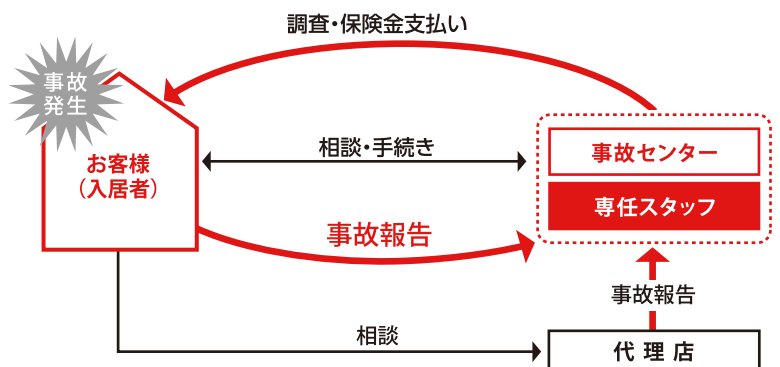 調査・保険金支払い
事故
発生
お客様
（入居者）
相談・手続き
事故センター
専任スタッフ
事故報告
事故報告
相談
代理店